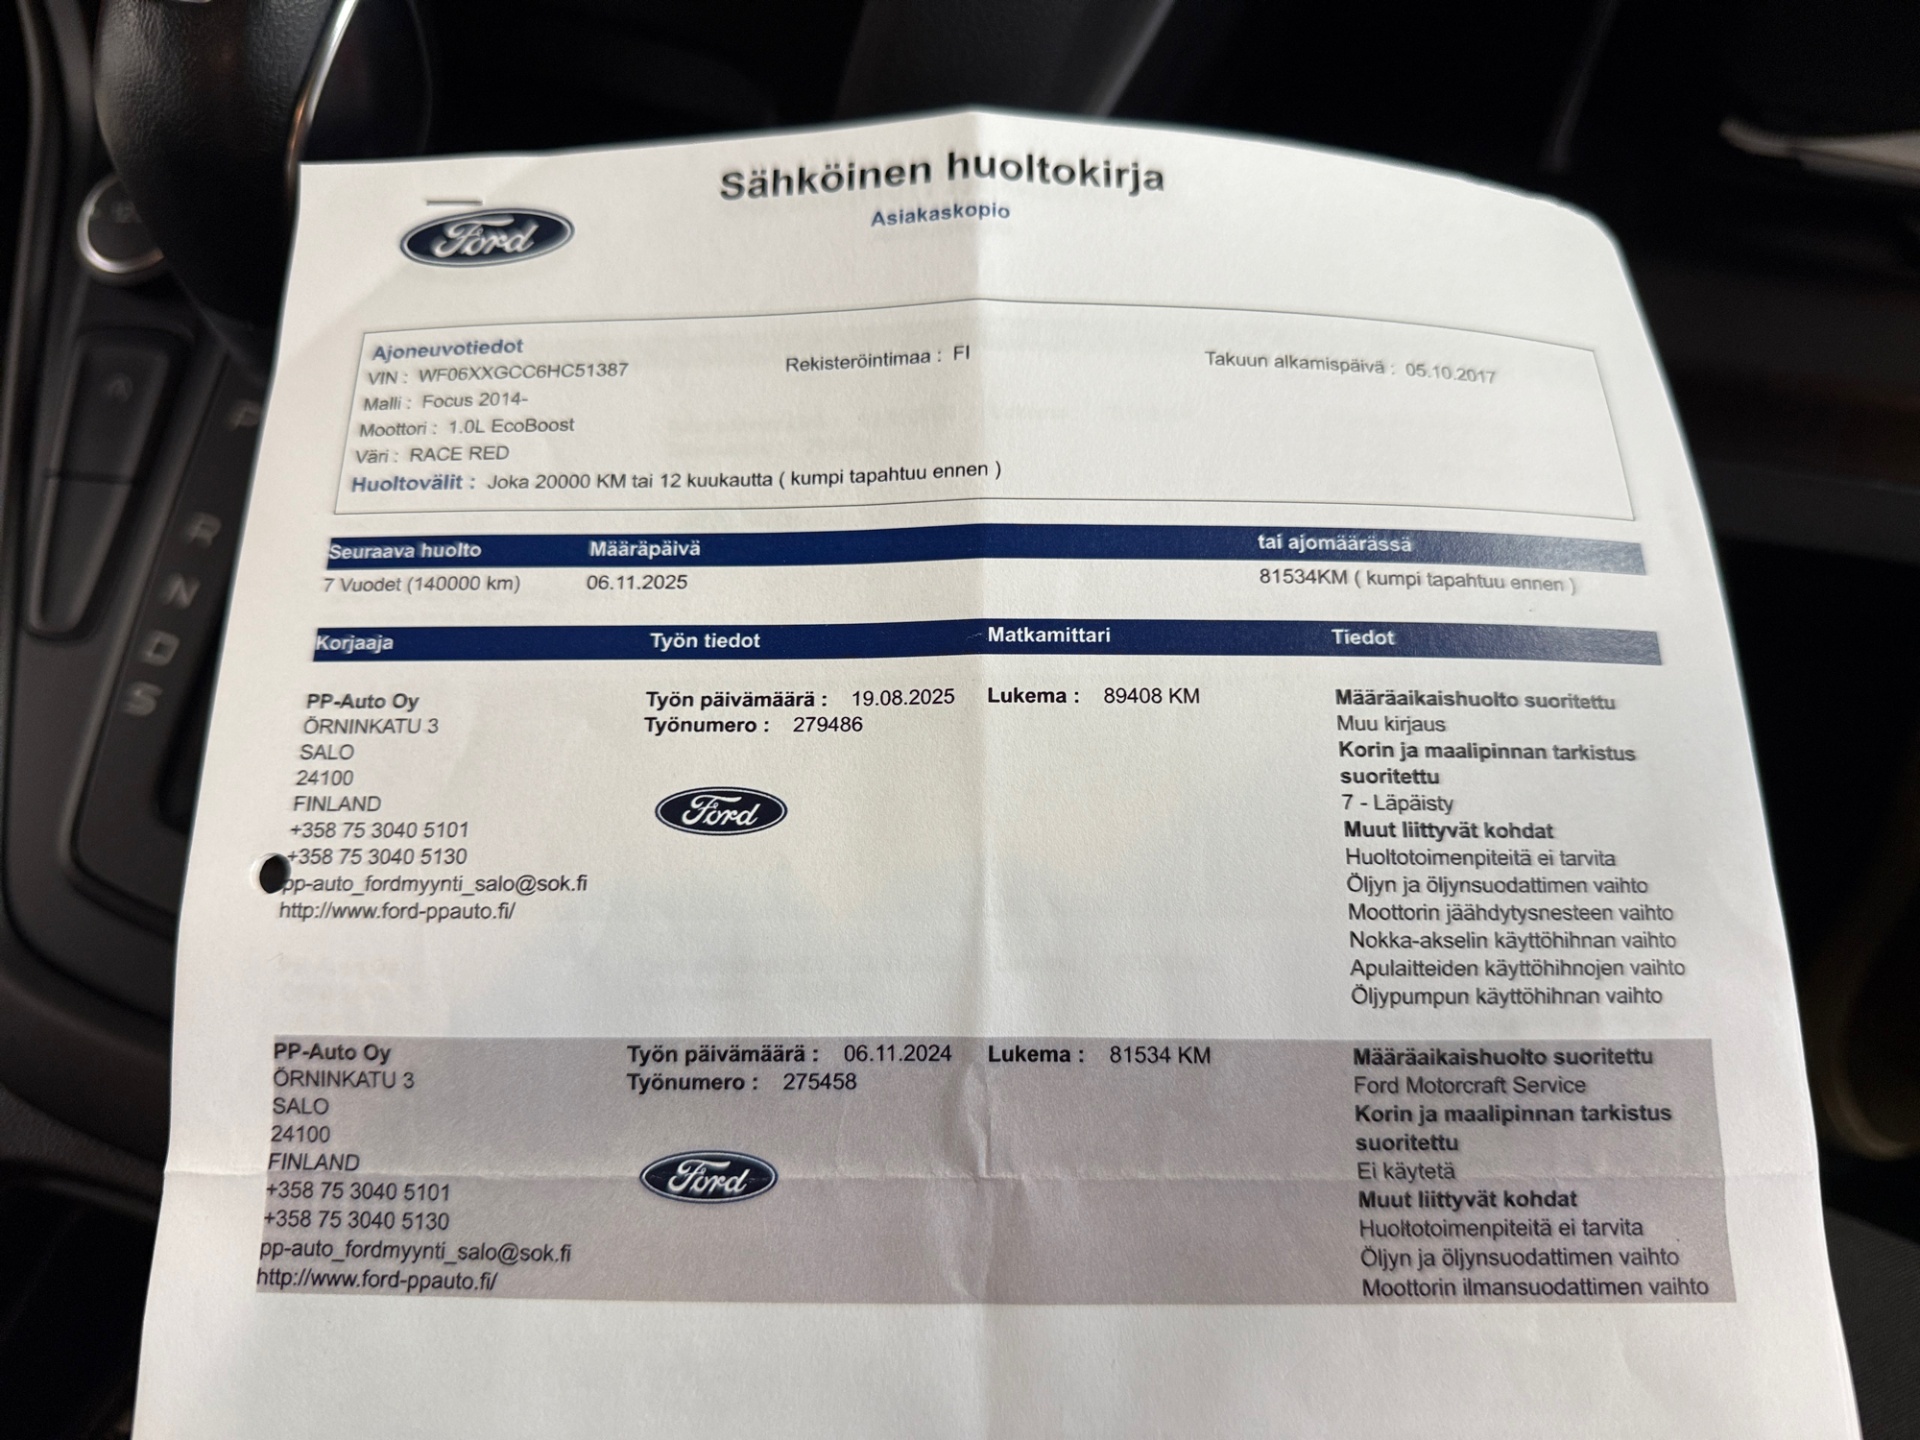 Sähköinen huoltokirja
Asiakaskopio
Ford
Ajoneuvotiedot
VIN : WF06XXGCC6HC51387
Rekisteröintimaa : FI
Takuun alkamispäivä : 05.10.2017
Malli : Focus 2014-
Moottori : 1.0L EcoBoost
Väri : RACE RED
Huoltovälit : Joka 20000 KM tai 12 kuukautta ( kumpi tapahtuu ennen )
Seuraava huolto Määräpäivä tai ajomäärässä
7 Vuodet (140000 km) 06.11.2025 81534KM ( kumpi tapahtuu ennen )
Korjaaja Työn tiedot Matkamittari Tiedot
PP-Auto Oy
ÖRNINKATU 3
SALO
24100
FINLAND
+358 75 3040 5101
+358 75 3040 5130
pp-auto_fordmyynti_salo@sok.fi
http://www.ford-ppauto.fi/
Työn päivämäärä : 19.08.2025
Työnumero : 279486
Ford
Lukema : 89408 KM
Määräaikaishuolto suoritettu
Muu kirjaus
Korin ja maalipinnan tarkistus
suoritettu
7 - Läpäisty
Muut liittyvät kohdat
Huoltotoimenpiteitä ei tarvita
Öljyn ja öljynsuodattimen vaihto
Moottorin jäähdytysnesteen vaihto
Nokka-akselin käyttöhihnan vaihto
Apulaitteiden käyttöhihnojen vaihto
Öljypumpun käyttöhihnan vaihto
PP-Auto Oy
ÖRNINKATU 3
SALO
24100
FINLAND
+358 75 3040 5101
+358 75 3040 5130
pp-auto_fordmyynti_salo@sok.fi
http://www.ford-ppauto.fi/
Työn päivämäärä : 06.11.2024
Työnumero : 275458
Ford
Lukema : 81534 KM
Määräaikaishuolto suoritettu
Ford Motorcraft Service
Korin ja maalipinnan tarkistus
suoritettu
Ei käytetä
Muut liittyvät kohdat
Huoltotoimenpiteitä ei tarvita
Öljyn ja öljynsuodattimen vaihto
Moottorin ilmansuodattimen vaihto
P
R
N
D
S